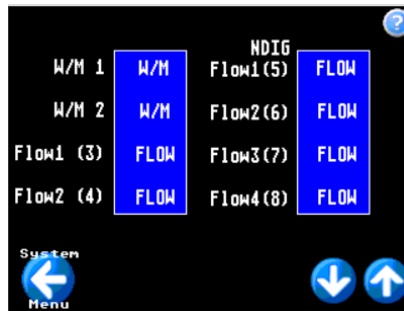 ?
NDIG
W/M 1 W/M Flow1(5) FLOW
W/M 2 W/M Flow2(6) FLOW
Flow1 (3) FLOW Flow3(7) FLOW
Flow2 (4) FLOW Flow4(8) FLOW
System
Menu